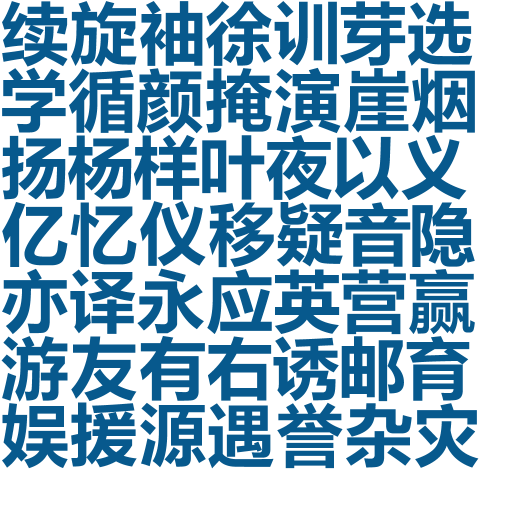 续旋袖徐训芽选
学循颜掩演崖烟
扬杨样叶夜以义
亿忆仪移疑音隐
亦译永应英营赢
游友有右诱邮育
娱援源遇誉杂灾